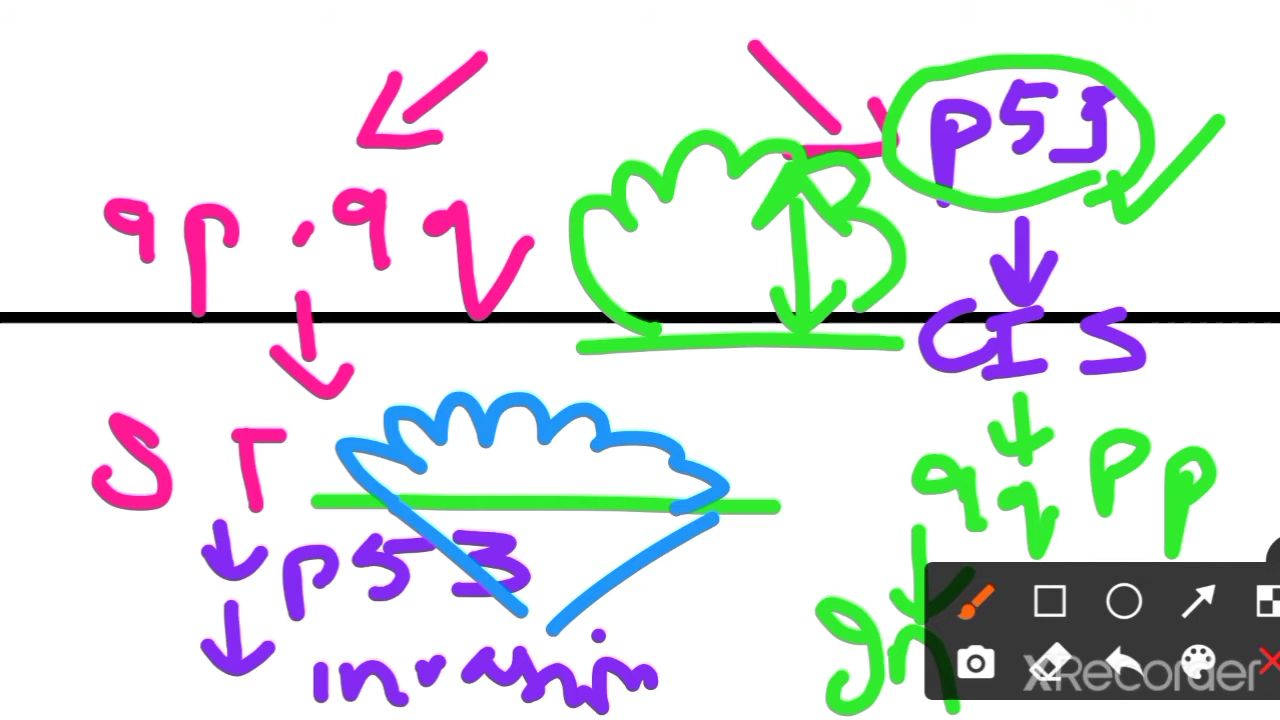 p53
9p . 9q
CIS
ST
9q Pp
p53
invasion
XRecorder